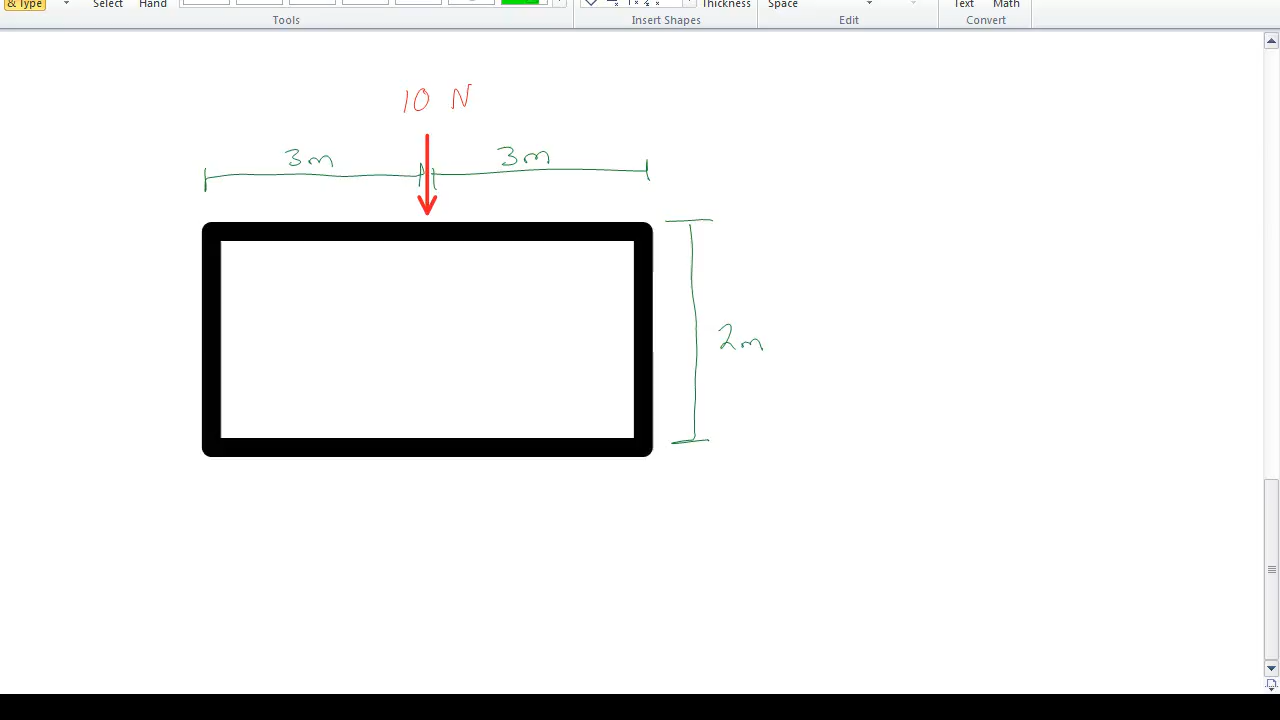 & Type Select Hand Thickness Space Text Math
Tools Insert Shapes Edit Convert
10 N
3m 3m
2m